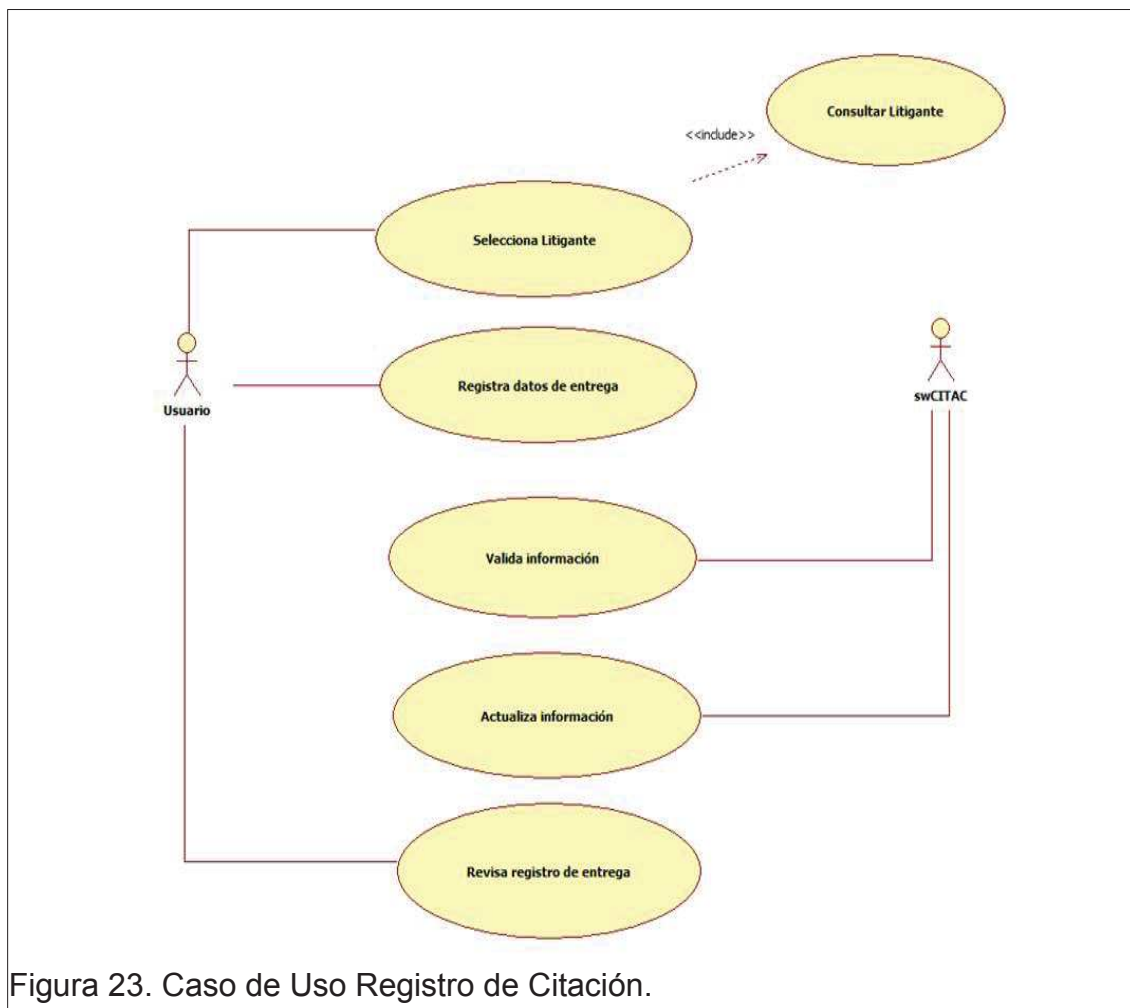 Consultar Litigante
<<include>>
Selecciona Litigante
Registra datos de entrega
Usuario
swCITAC
Valida información
Actualiza información
Revisa registro de entrega
Figura 23. Caso de Uso Registro de Citación.